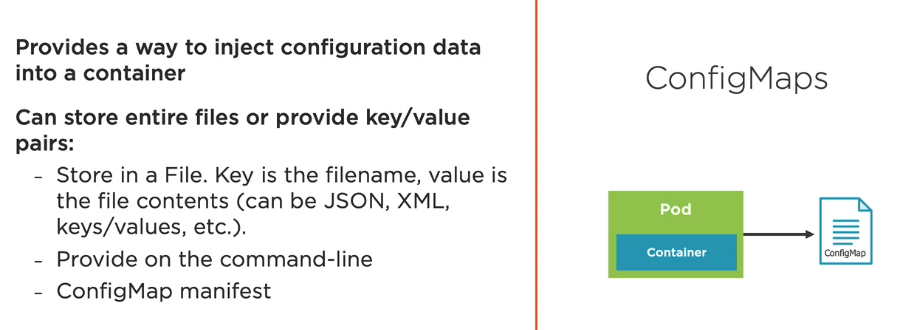 Provides a way to inject configuration data
into a container
Can store entire files or provide key/value
pairs:
- Store in a File. Key is the filename, value is
the file contents (can be JSON, XML,
keys/values, etc.).
- Provide on the command-line
- ConfigMap manifest
ConfigMaps
Pod
Container
ConfigMap